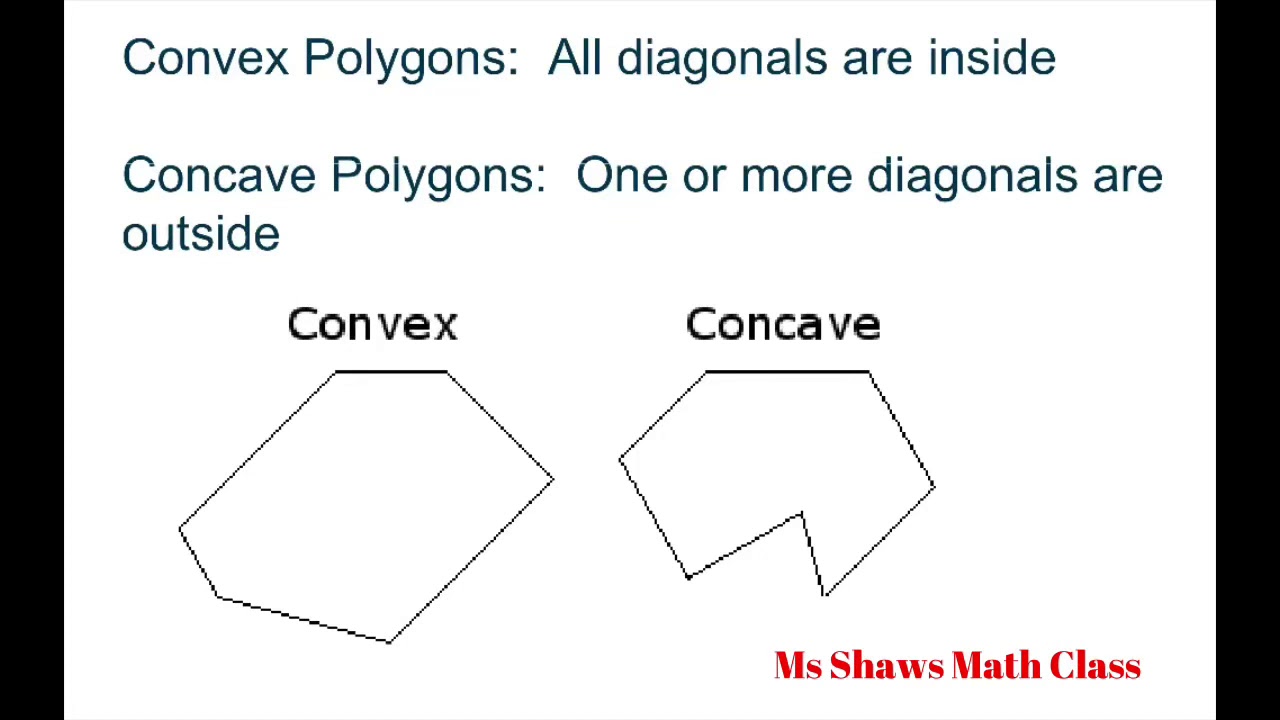 Convex Polygons: All diagonals are inside
Concave Polygons: One or more diagonals are
outside
Convex
Concave
Ms Shaws Math Class